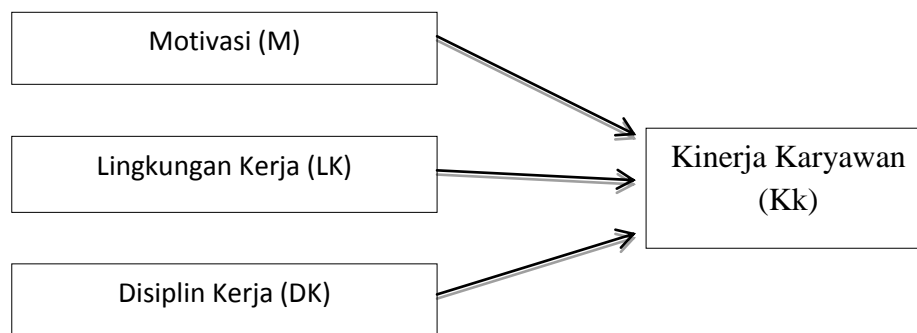 Motivasi (M)
Lingkungan Kerja (LK)
Disiplin Kerja (DK)
Kinerja Karyawan
(Kk)